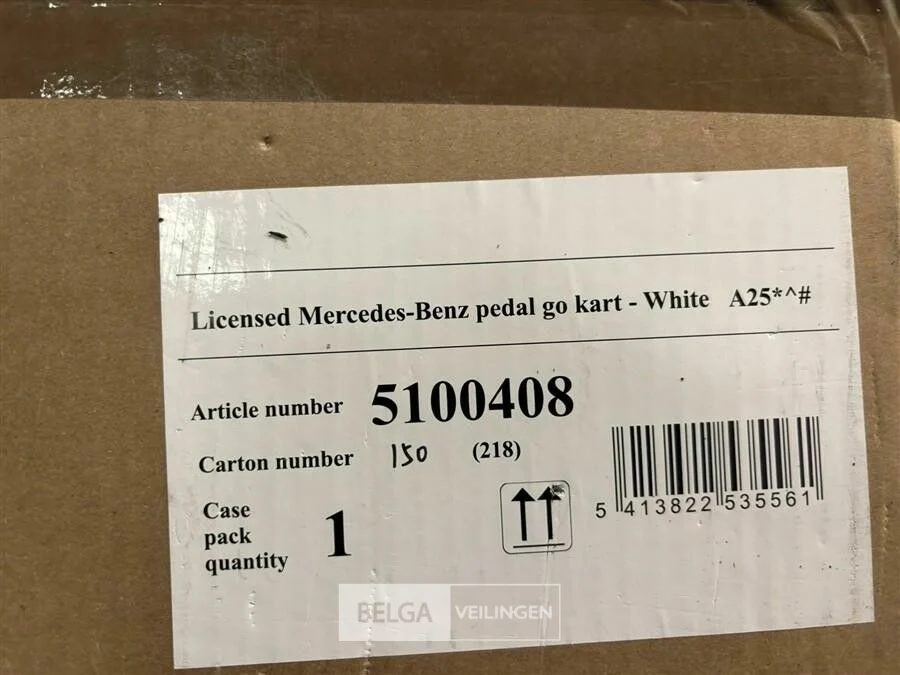 Licensed Mercedes-Benz pedal go kart - White A25*^#
Article number 5100408
Carton number 150 (218)
Case
pack
quantity 1
5 413822 535561
BELGA VEILINGEN